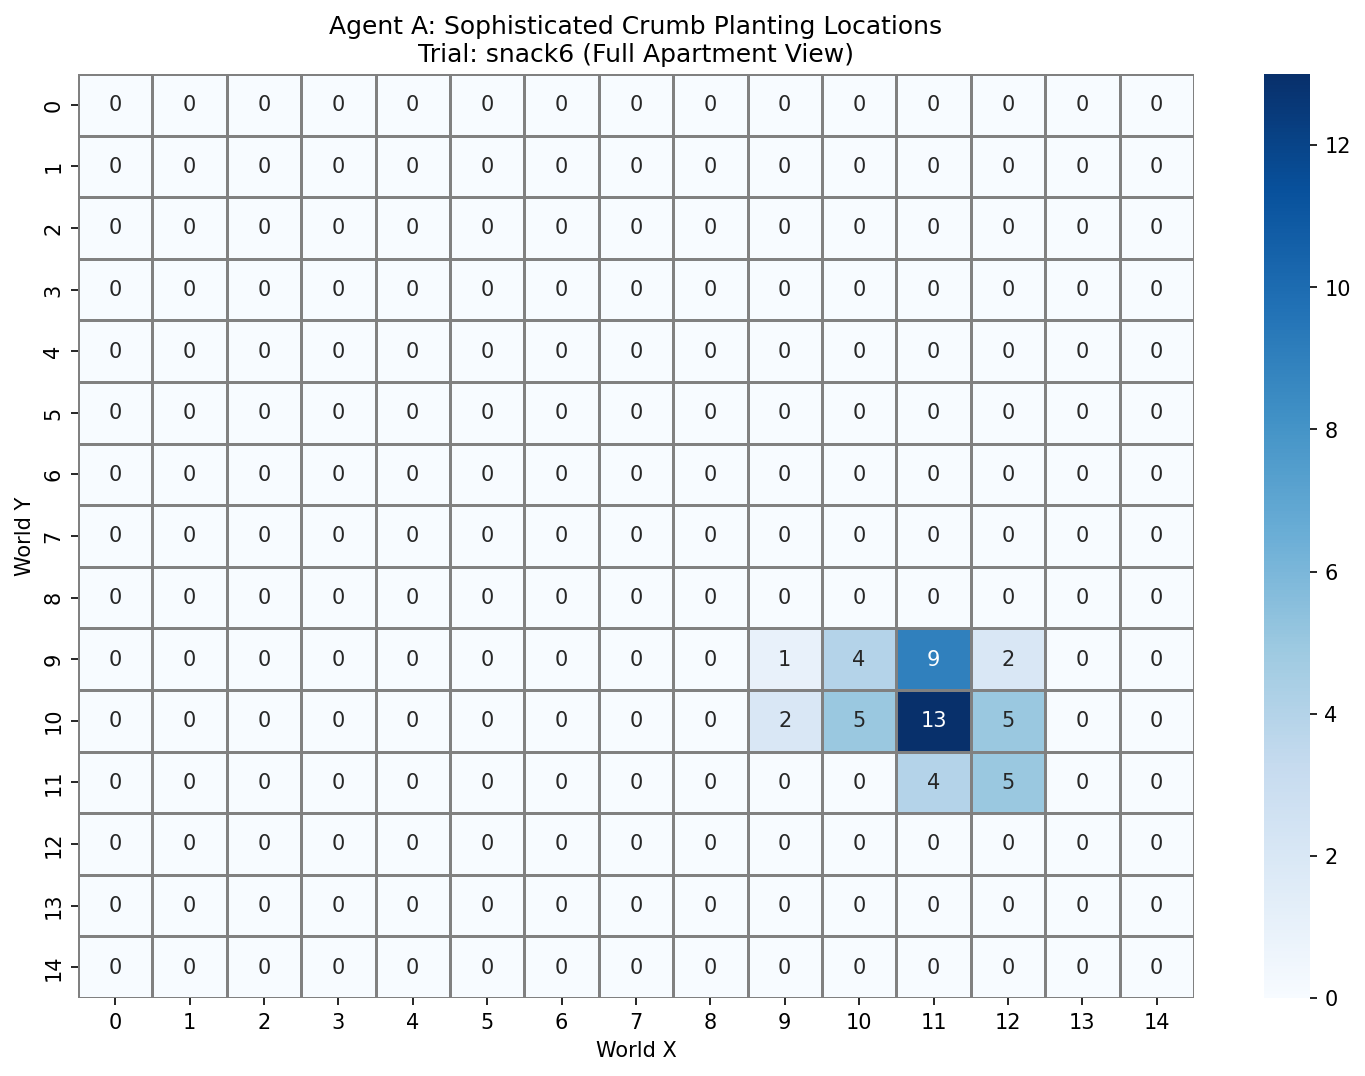 Agent A: Sophisticated Crumb Planting Locations
Trial: snack6 (Full Apartment View)
0 0 0 0 0 0 0 0 0 0 0 0 0 0 0 0
1 0 0 0 0 0 0 0 0 0 0 0 0 0 0 0
2 0 0 0 0 0 0 0 0 0 0 0 0 0 0 0
3 0 0 0 0 0 0 0 0 0 0 0 0 0 0 0
4 0 0 0 0 0 0 0 0 0 0 0 0 0 0 0
5 0 0 0 0 0 0 0 0 0 0 0 0 0 0 0
6 0 0 0 0 0 0 0 0 0 0 0 0 0 0 0
7 0 0 0 0 0 0 0 0 0 0 0 0 0 0 0
8 0 0 0 0 0 0 0 0 0 0 0 0 0 0 0
9 0 0 0 0 0 0 0 0 0 1 4 9 2 0 0
10 0 0 0 0 0 0 0 0 0 2 5 13 5 0 0
11 0 0 0 0 0 0 0 0 0 0 0 4 5 0 0
12 0 0 0 0 0 0 0 0 0 0 0 0 0 0 0
13 0 0 0 0 0 0 0 0 0 0 0 0 0 0 0
14 0 0 0 0 0 0 0 0 0 0 0 0 0 0 0
0 1 2 3 4 5 6 7 8 9 10 11 12 13 14
World X
World Y
12
10
8
6
4
2
0